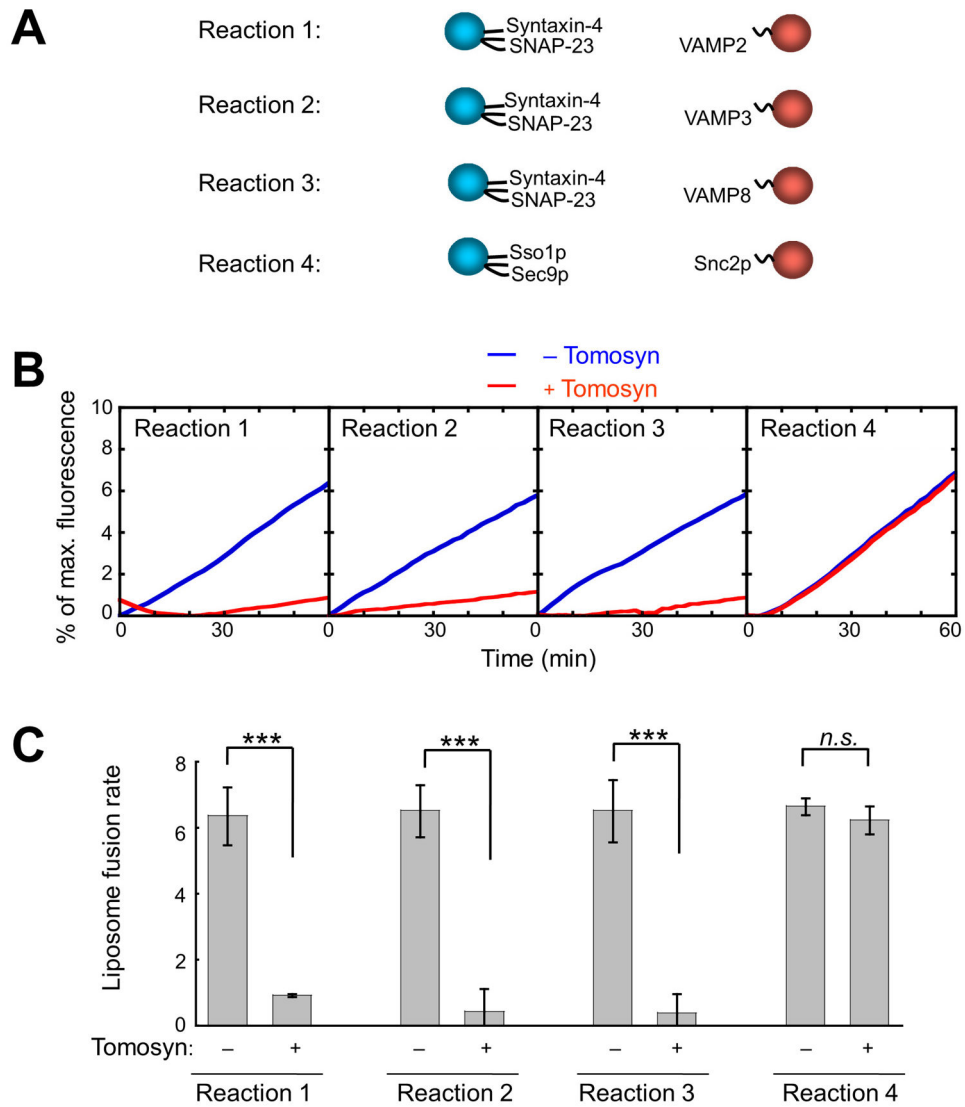 A
Reaction 1:
Syntaxin-4
SNAP-23
VAMP2
Reaction 2:
Syntaxin-4
SNAP-23
VAMP3
Reaction 3:
Syntaxin-4
SNAP-23
VAMP8
Reaction 4:
Sso1p
Sec9p
Snc2p
B
– Tomosyn
+ Tomosyn
% of max. fluorescence
10
8
6
4
2
0
Reaction 1
Reaction 2
Reaction 3
Reaction 4
0 30 0 30 0 30 0 30 60
Time (min)
C
*** *** *** n.s.
Liposome fusion rate
8
6
4
2
0
Tomosyn: – + – + – + – +
Reaction 1 Reaction 2 Reaction 3 Reaction 4